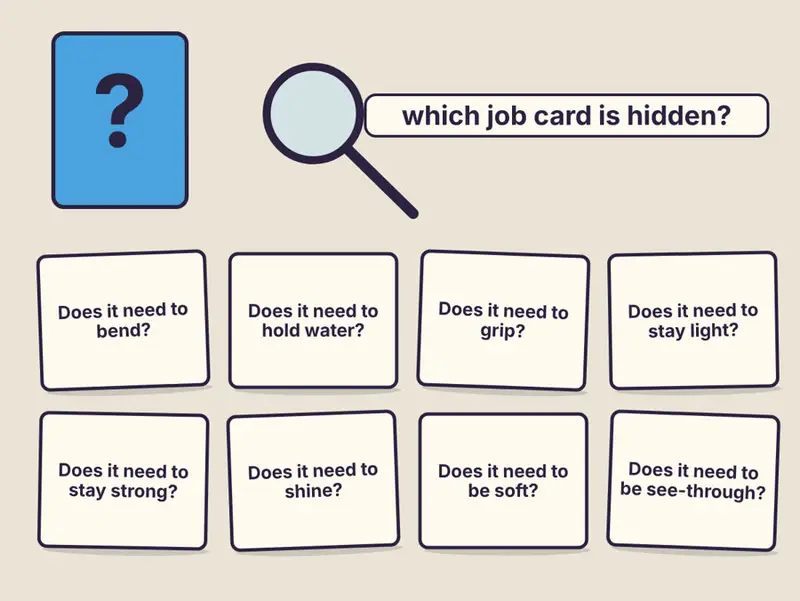 ?
which job card is hidden?
Does it need to
bend?
Does it need to
hold water?
Does it need to
grip?
Does it need to
stay light?
Does it need to
stay strong?
Does it need to
shine?
Does it need to
be soft?
Does it need to
be see-through?